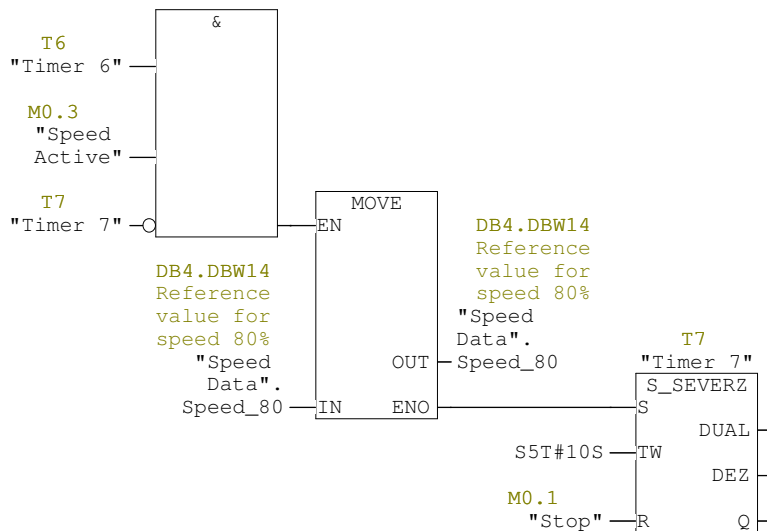 &
T6
"Timer 6"
M0.3
"Speed
Active"
T7
"Timer 7"
MOVE
EN
DB4.DBW14
Reference
value for
speed 80%
"Speed
Data".
Speed_80
IN
DB4.DBW14
Reference
value for
speed 80%
"Speed
Data".
OUT
Speed_80
ENO
T7
"Timer 7"
S_SEVERZ
S
DUAL
S5T#10S
TW
DEZ
M0.1
"Stop"
R
Q